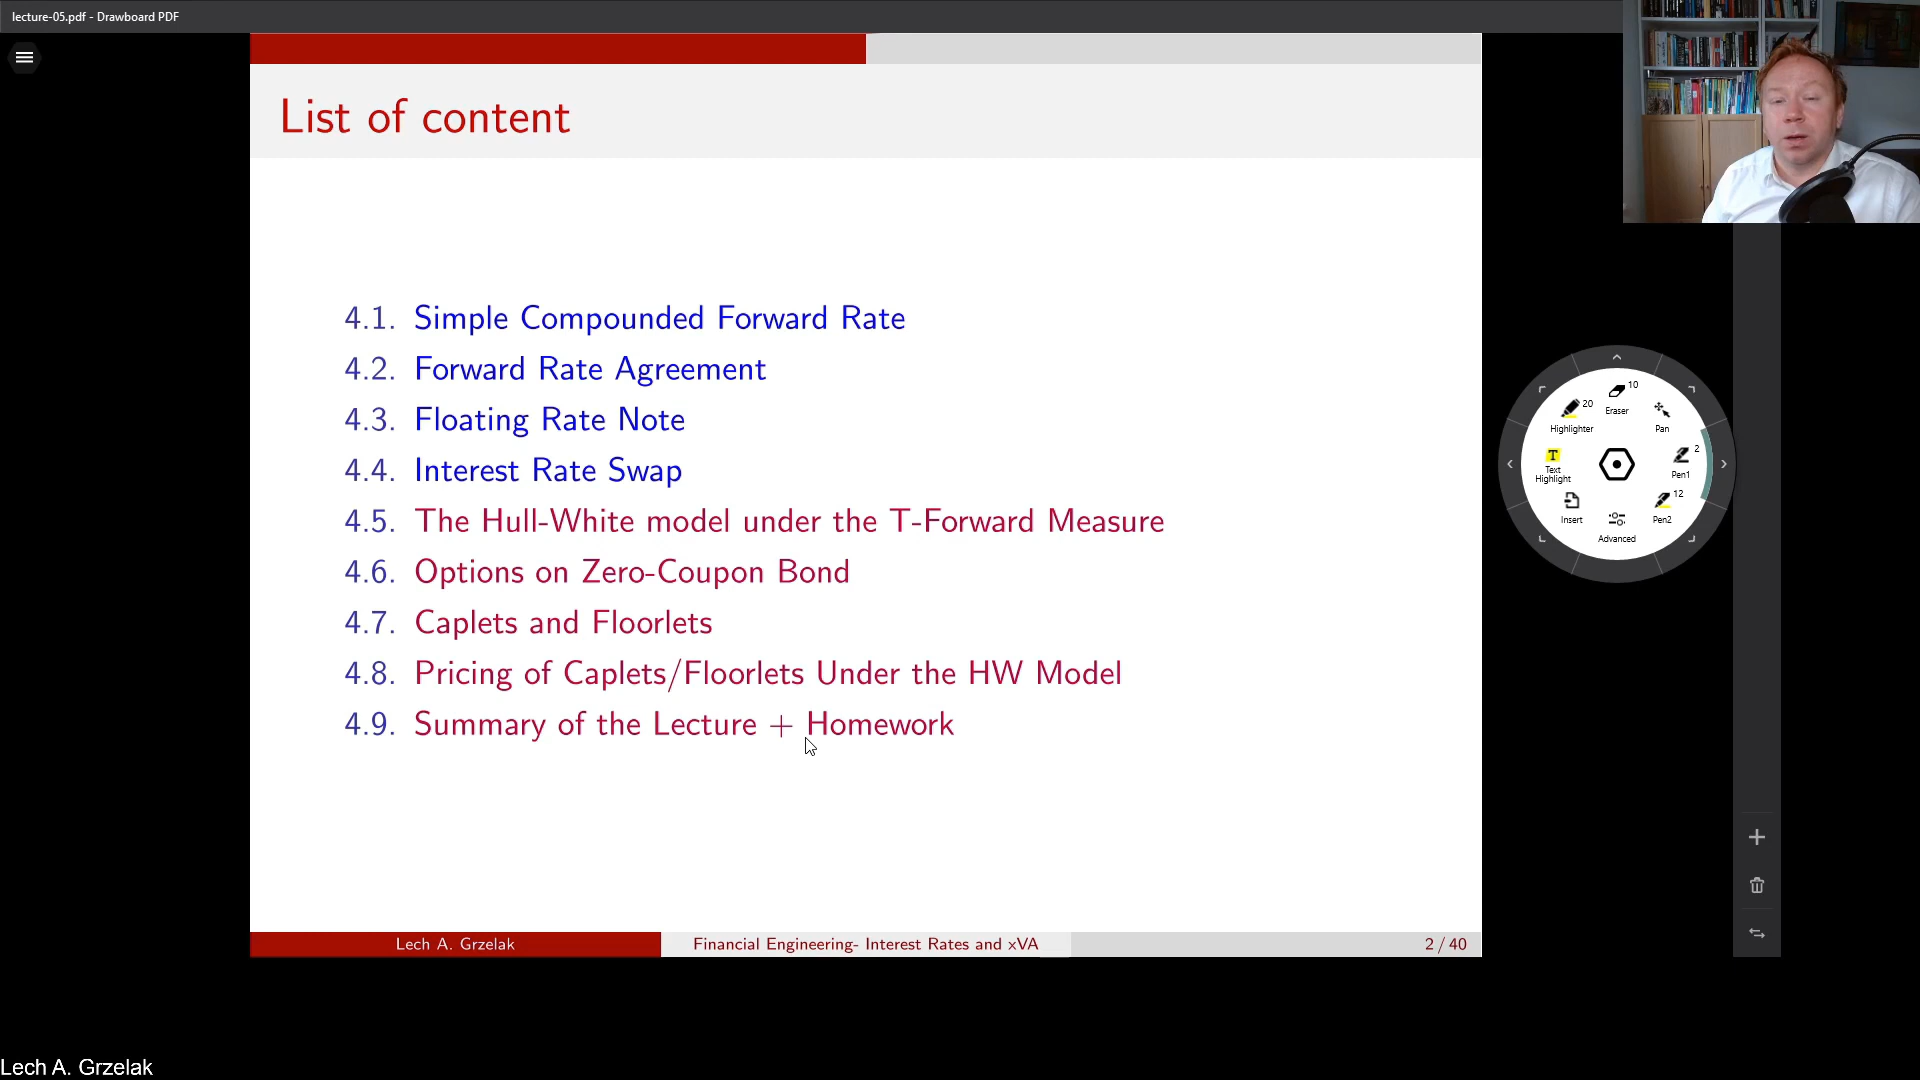 lecture-05.pdf - Drawboard PDF
List of content
4.1. Simple Compounded Forward Rate
4.2. Forward Rate Agreement
4.3. Floating Rate Note
4.4. Interest Rate Swap
4.5. The Hull-White model under the T-Forward Measure
4.6. Options on Zero-Coupon Bond
4.7. Caplets and Floorlets
4.8. Pricing of Caplets/Floorlets Under the HW Model
4.9. Summary of the Lecture + Homework
10
Eraser
20
Highlighter
Pan
T
Text
Highlight
2
Pen1
Insert
12
Pen2
Advanced
Lech A. Grzelak
Financial Engineering- Interest Rates and xVA
2 / 40
Lech A. Grzelak